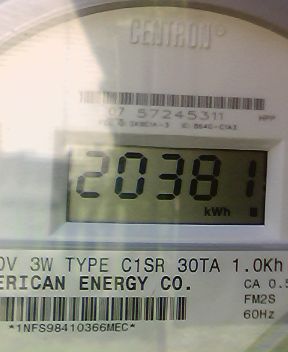 CENTRON®
07 57245311
HPP
20381
kWh
0V 3W TYPE C1SR 30TA 1.0Kh
ERICAN ENERGY CO.
CA 0.5
FM2S
60Hz
*1NFS98410366MEC*